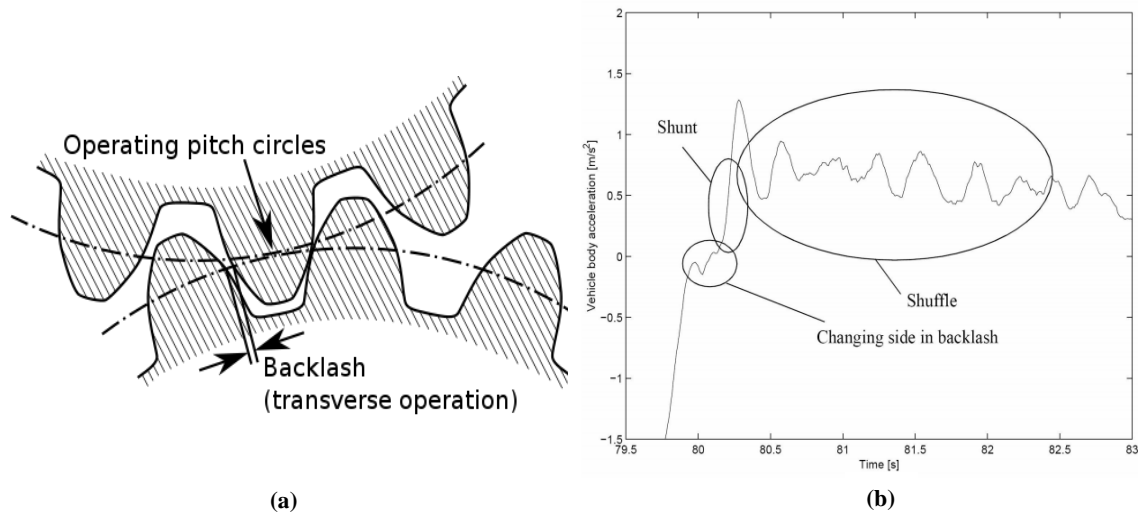 Operating pitch circles
Backlash
(transverse operation)
(a)
2
1.5
1
0.5
0
−0.5
−1
−1.5
Vehicle body acceleration [m/s²]
Shunt
Shuffle
Changing side in backlash
79.5 80 80.5 81 81.5 82 82.5 83
Time [s]
(b)